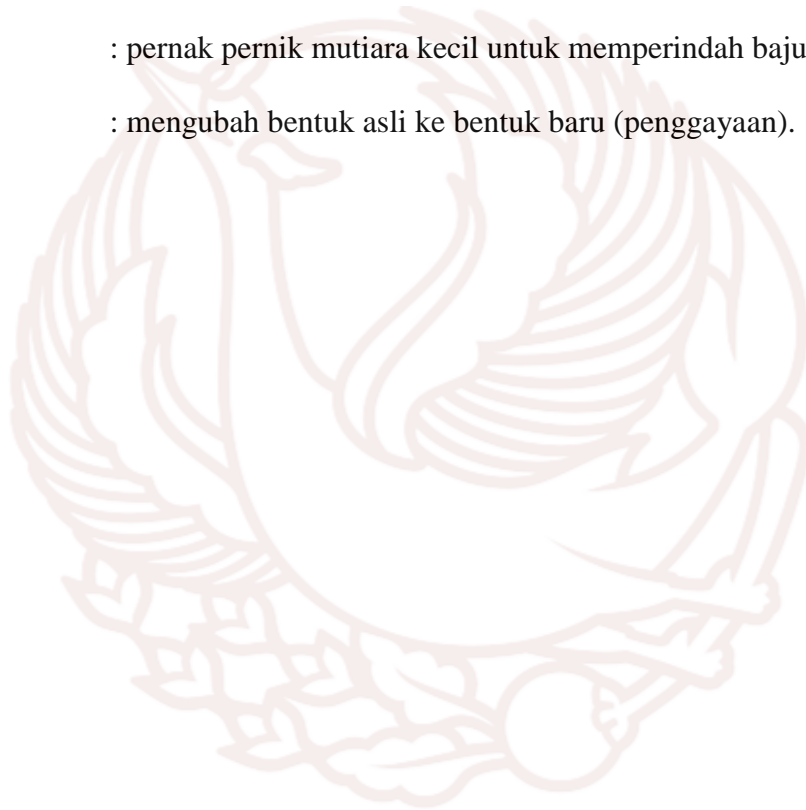 : pernak pernik mutiara kecil untuk memperindah baju
: mengubah bentuk asli ke bentuk baru (penggayaan).